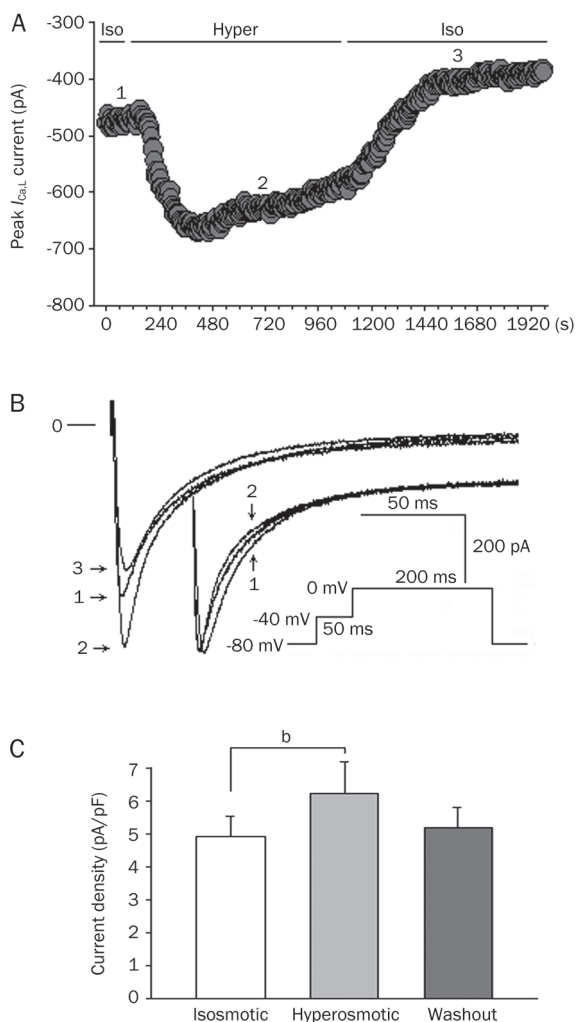 A
Iso Hyper Iso
-300
-400
-500
-600
-700
-800
Peak ICa,L current (pA)
1
2
3
0 240 480 720 960 1200 1440 1680 1920 (s)
B
0
3
1
2
2
1
50 ms
200 pA
200 ms
0 mV
-40 mV
50 ms
-80 mV
C
b
7
6
5
4
3
2
1
0
Current density (pA/pF)
Isosmotic Hyperosmotic Washout